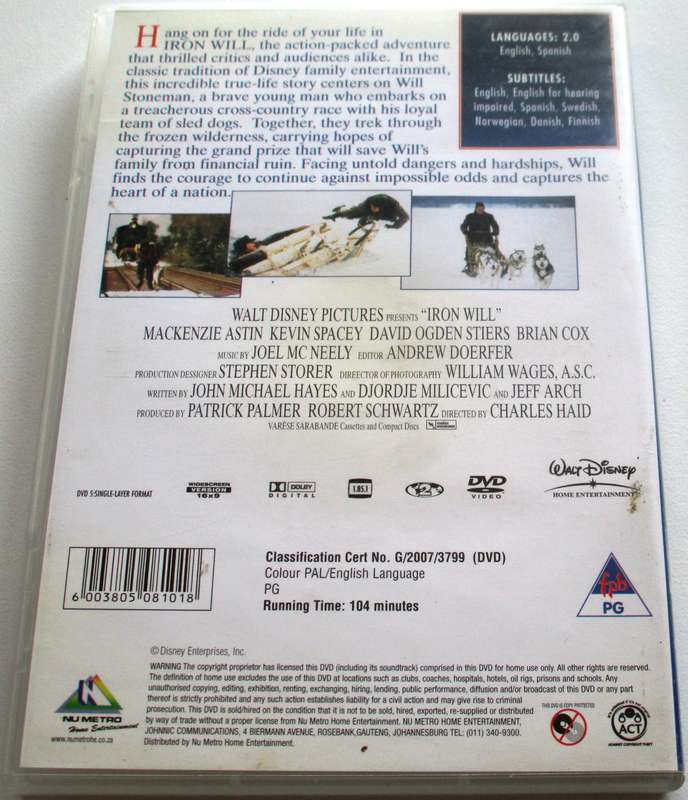 Hang on for the ride of your life in
IRON WILL, the action-packed adventure
that thrilled critics and audiences alike. In the
classic tradition of Disney family entertainment,
this incredible true-life story centers on Will
Stoneman, a brave young man who embarks on
a treacherous cross-country race with his loyal
team of sled dogs. Together, they trek through
the frozen wilderness, carrying hopes of
capturing the grand prize that will save Will's
family from financial ruin. Facing untold dangers and hardships, Will
finds the courage to continue against impossible odds and captures the
heart of a nation.
LANGUAGES: 2.0
English, Spanish
SUBTITLES:
English, English for hearing
impaired, Spanish, Swedish,
Norwegian, Danish, Finnish
WALT DISNEY PICTURES PRESENTS "IRON WILL"
MACKENZIE ASTIN KEVIN SPACEY DAVID OGDEN STIERS BRIAN COX
MUSIC BY JOEL MC NEELY EDITOR ANDREW DOERFER
PRODUCTION DESSIGNER STEPHEN STORER DIRECTOR OF PHOTOGRAPHY WILLIAM WAGES, A.S.C.
WRITTEN BY JOHN MICHAEL HAYES AND DJORDJE MILICEVIC AND JEFF ARCH
PRODUCED BY PATRICK PALMER ROBERT SCHWARTZ DIRECTED BY CHARLES HAID
VARÈSE SARABANDE Cassettes and Compact Discs
DVD 5:SINGLE-LAYER FORMAT
WIDESCREEN
VERSION
16x9
DOLBY
DIGITAL
1.85.1
2
DVD
VIDEO
WALT DISNEY
HOME ENTERTAINMENT
6 003805 081018
Classification Cert No. G/2007/3799 (DVD)
Colour PAL/English Language
PG
Running Time: 104 minutes
fpb
PG
© Disney Enterprises, Inc.
WARNING The copyright proprietor has licensed this DVD (including its soundtrack) comprised in this DVD for home use only. All other rights are reserved.
The definition of home use excludes the use of this DVD at locations such as clubs, coaches, hospitals, hotels, oil rigs, prisons and schools. Any
unauthorised copying, editing, exhibition, renting, exchanging, hiring, lending, public performance, diffusion and/or broadcast of this DVD or any part
thereof is strictly prohibited and any such action establishes liability for a civil action and may give rise to criminal
prosecution. This DVD is sold/hired on the condition that it is not to be sold, hired, exported, re-supplied or distributed
by way of trade without a proper license from Nu Metro Home Entertainment. NU METRO HOME ENTERTAINMENT,
JOHNNIC COMMUNICATIONS, 4 BIERMANN AVENUE, ROSEBANK,GAUTENG, JOHANNESBURG TEL: (011) 340-9300.
Distributed by Nu Metro Home Entertainment.
NU METRO
Home Entertainment
www.numetrohe.co.za
THIS DVD IS COPY PROTECTED
ACT
AGAINST COPYRIGHT THEFT